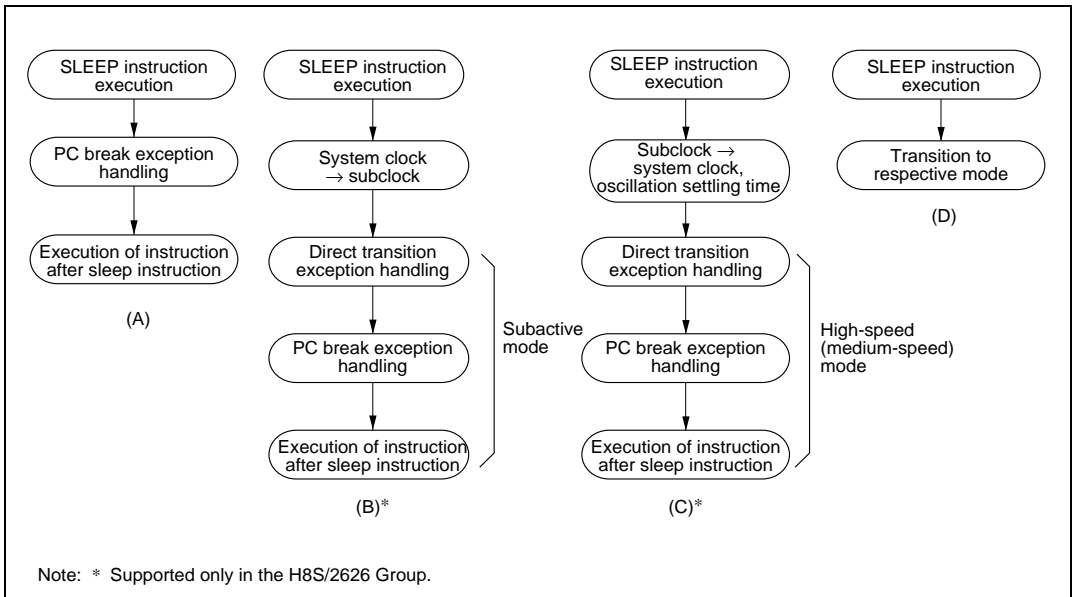 SLEEP instruction
execution
PC break exception
handling
Execution of instruction
after sleep instruction
(A)
SLEEP instruction
execution
System clock
→ subclock
Direct transition
exception handling
PC break exception
handling
Execution of instruction
after sleep instruction
(B)*
Subactive
mode
SLEEP instruction
execution
Subclock →
system clock,
oscillation settling time
Direct transition
exception handling
PC break exception
handling
Execution of instruction
after sleep instruction
(C)*
High-speed
(medium-speed)
mode
SLEEP instruction
execution
Transition to
respective mode
(D)
Note: * Supported only in the H8S/2626 Group.